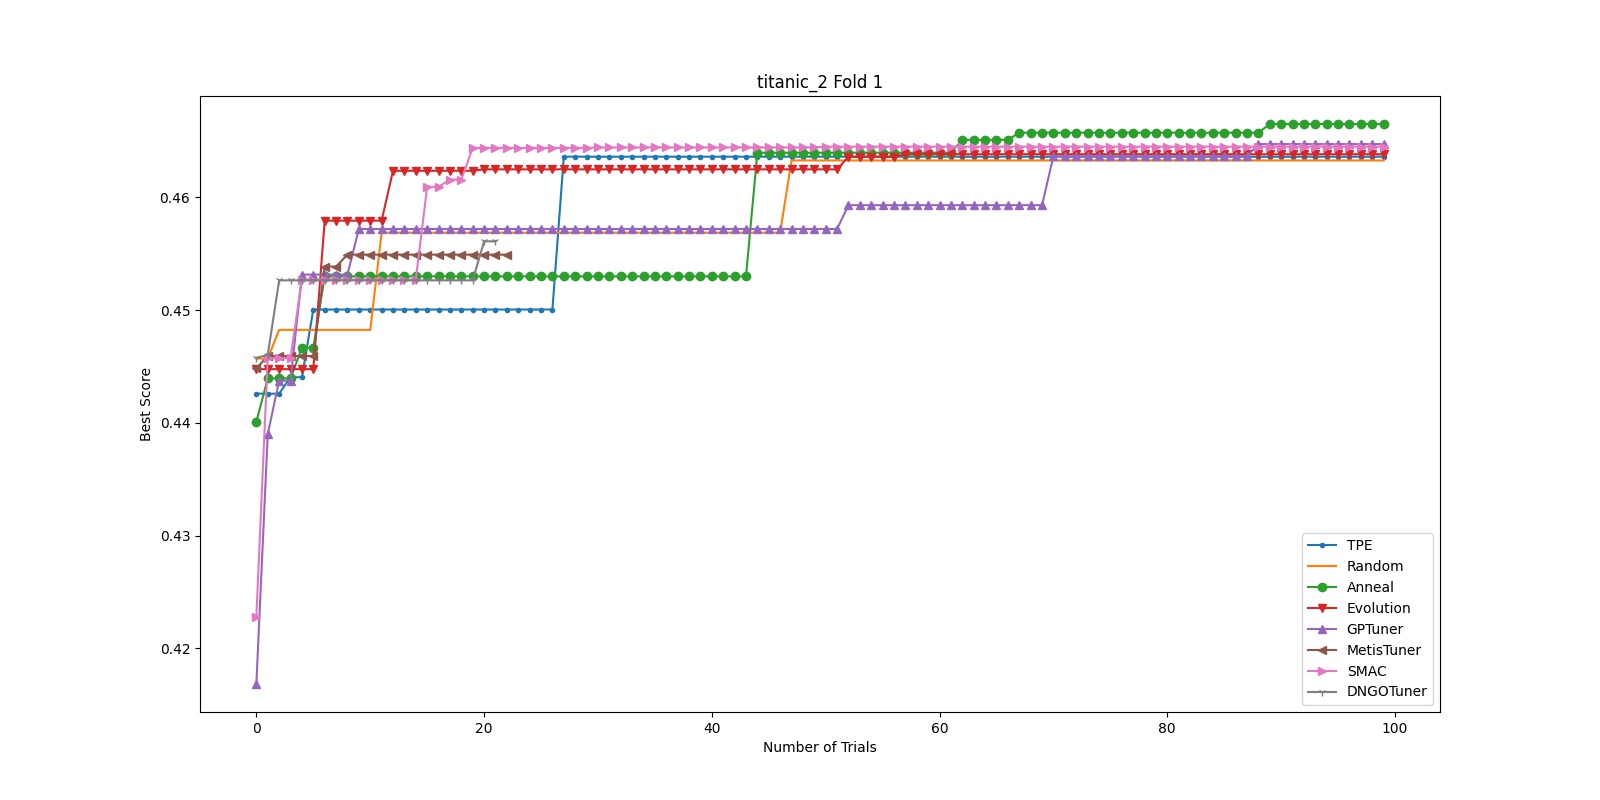 titanic_2 Fold 1
Best Score
0.46
0.45
0.44
0.43
0.42
0
20
40
60
80
100
Number of Trials
TPE
Random
Anneal
Evolution
GPTuner
MetisTuner
SMAC
DNGOTuner